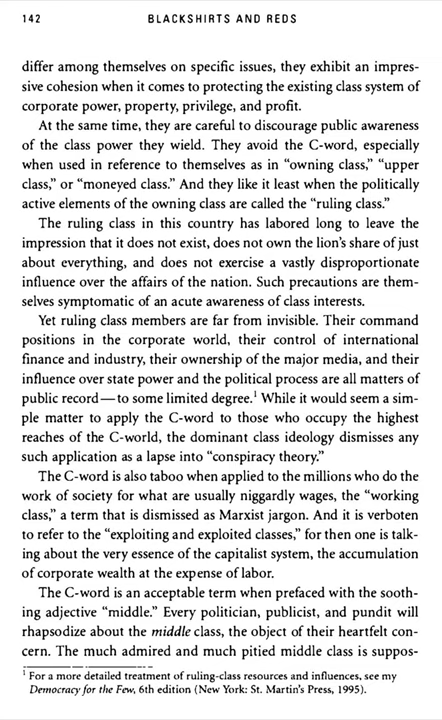 142 BLACKSHIRTS AND REDS
differ among themselves on specific issues, they exhibit an impres-
sive cohesion when it comes to protecting the existing class system of
corporate power, property, privilege, and profit.
At the same time, they are careful to discourage public awareness
of the class power they wield. They avoid the C-word, especially
when used in reference to themselves as in “owning class,” “upper
class,” or “moneyed class.” And they like it least when the politically
active elements of the owning class are called the “ruling class.”
The ruling class in this country has labored long to leave the
impression that it does not exist, does not own the lion’s share of just
about everything, and does not exercise a vastly disproportionate
influence over the affairs of the nation. Such precautions are them-
selves symptomatic of an acute awareness of class interests.
Yet ruling class members are far from invisible. Their command
positions in the corporate world, their control of international
finance and industry, their ownership of the major media, and their
influence over state power and the political process are all matters of
public record—to some limited degree.¹ While it would seem a sim-
ple matter to apply the C-word to those who occupy the highest
reaches of the C-world, the dominant class ideology dismisses any
such application as a lapse into “conspiracy theory.”
The C-word is also taboo when applied to the millions who do the
work of society for what are usually niggardly wages, the “working
class,” a term that is dismissed as Marxist jargon. And it is verboten
to refer to the “exploiting and exploited classes,” for then one is talk-
ing about the very essence of the capitalist system, the accumulation
of corporate wealth at the expense of labor.
The C-word is an acceptable term when prefaced with the sooth-
ing adjective “middle.” Every politician, publicist, and pundit will
rhapsodize about the middle class, the object of their heartfelt con-
cern. The much admired and much pitied middle class is suppos-
¹ For a more detailed treatment of ruling-class resources and influences, see my
Democracy for the Few, 6th edition (New York: St. Martin’s Press, 1995).